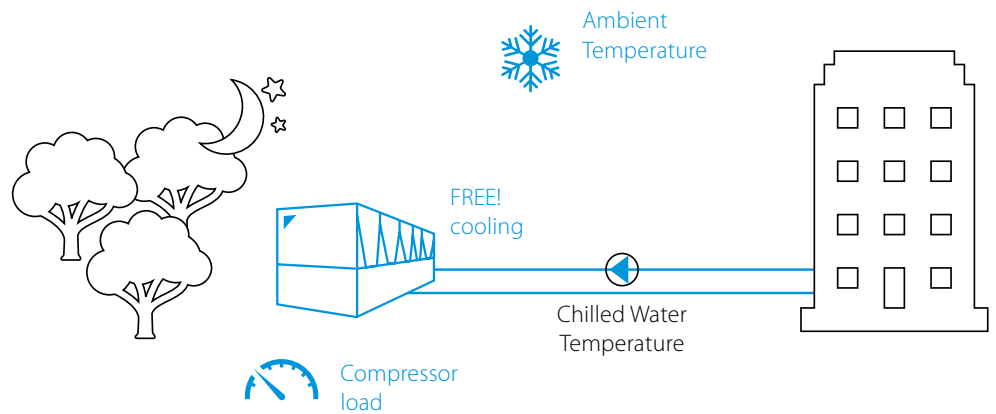 Ambient
Temperature
FREE!
cooling
Chilled Water
Temperature
Compressor
load